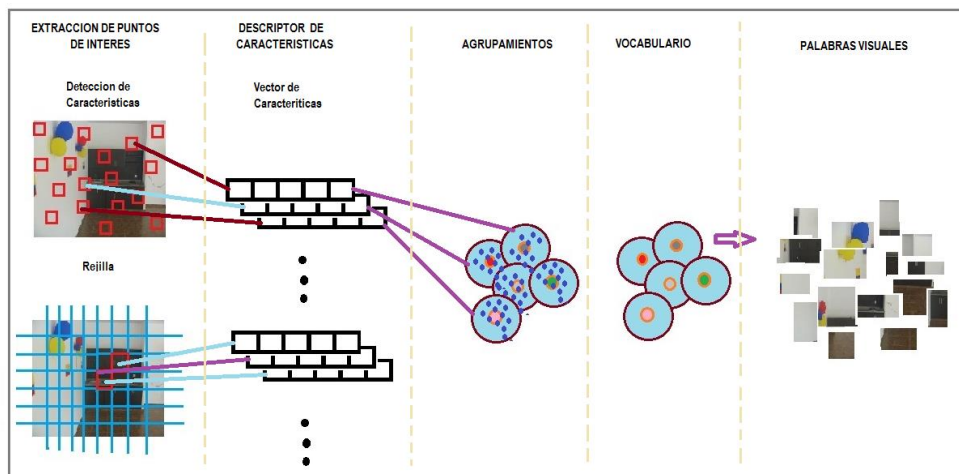 EXTRACCION DE PUNTOS
DE INTERES
Deteccion de
Caracteristicas
Rejilla
DESCRIPTOR DE
CARACTERISTICAS
Vector de
Caracteriticas
AGRUPAMIENTOS
VOCABULARIO
PALABRAS VISUALES